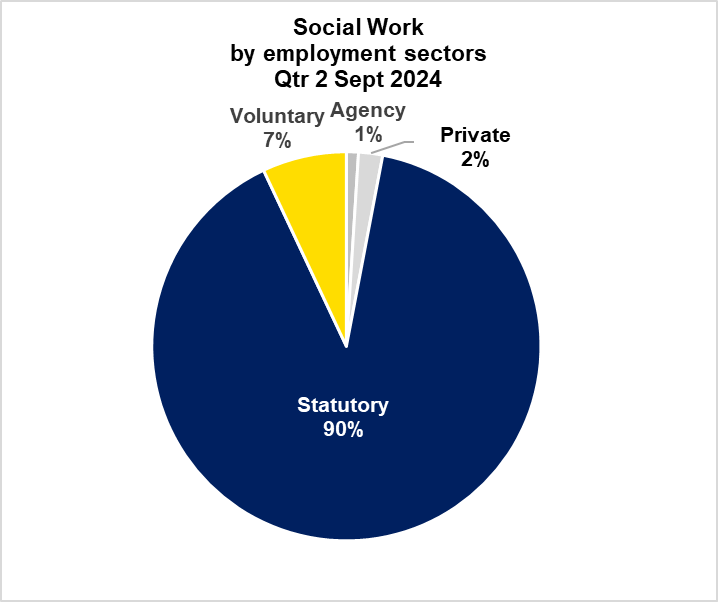 Social Work
by employment sectors
Qtr 2 Sept 2024
Voluntary
7%
Agency
1%
Private
2%
Statutory
90%